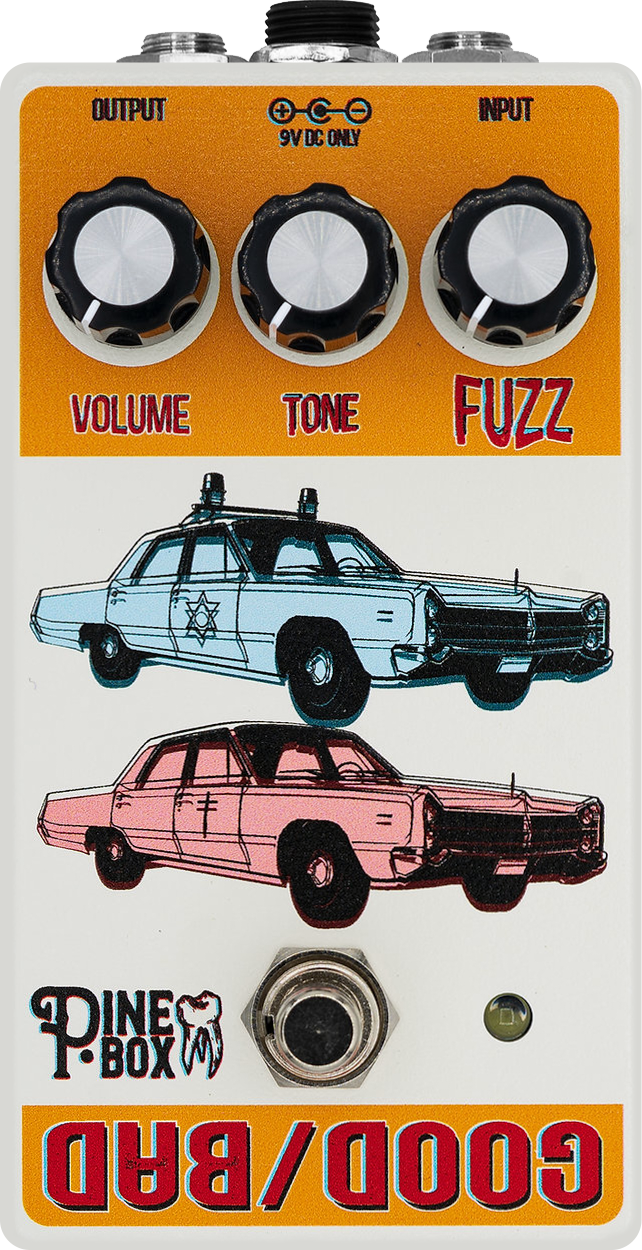 OUTPUT
INPUT
9V DC ONLY
VOLUME
TONE
FUZZ
PINE
BOX
GOOD/BAD